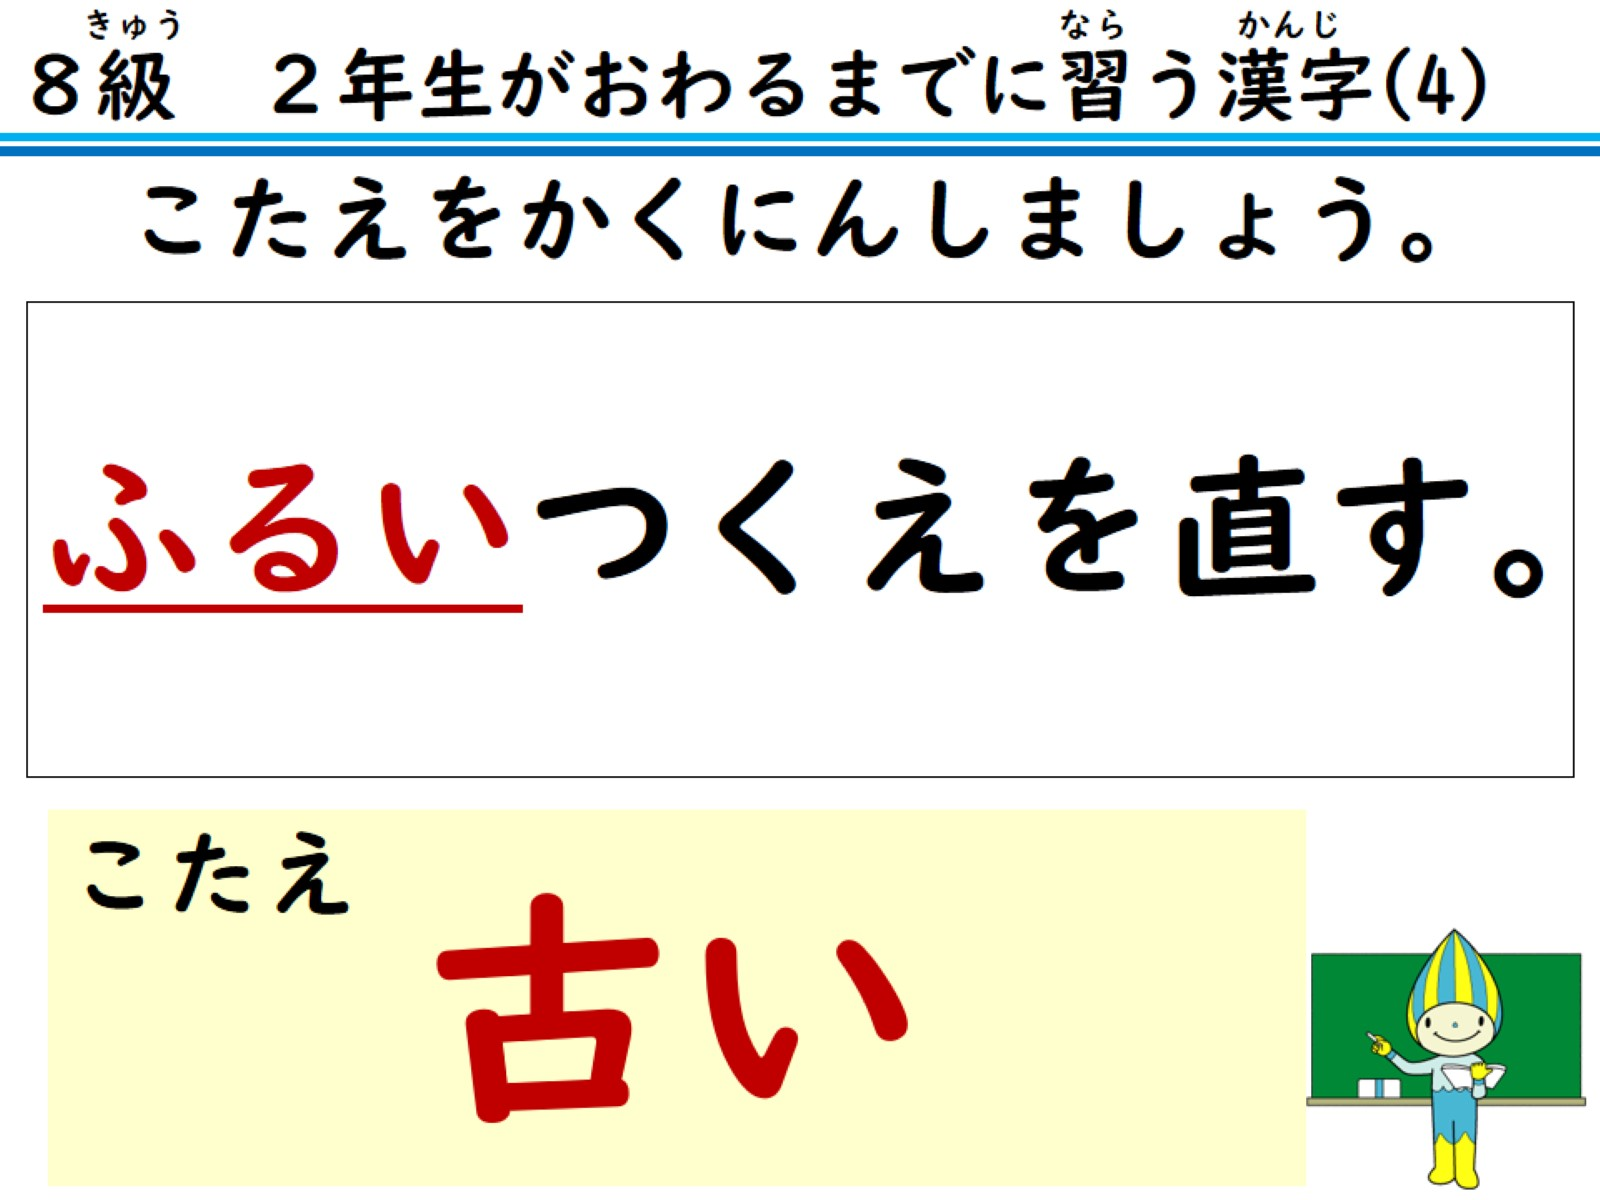 きゅう なら かんじ
8級 2年生がおわるまでに習う漢字(4)
こたえをかくにんしましょう。
ふるいつくえを直す。
こたえ
古い